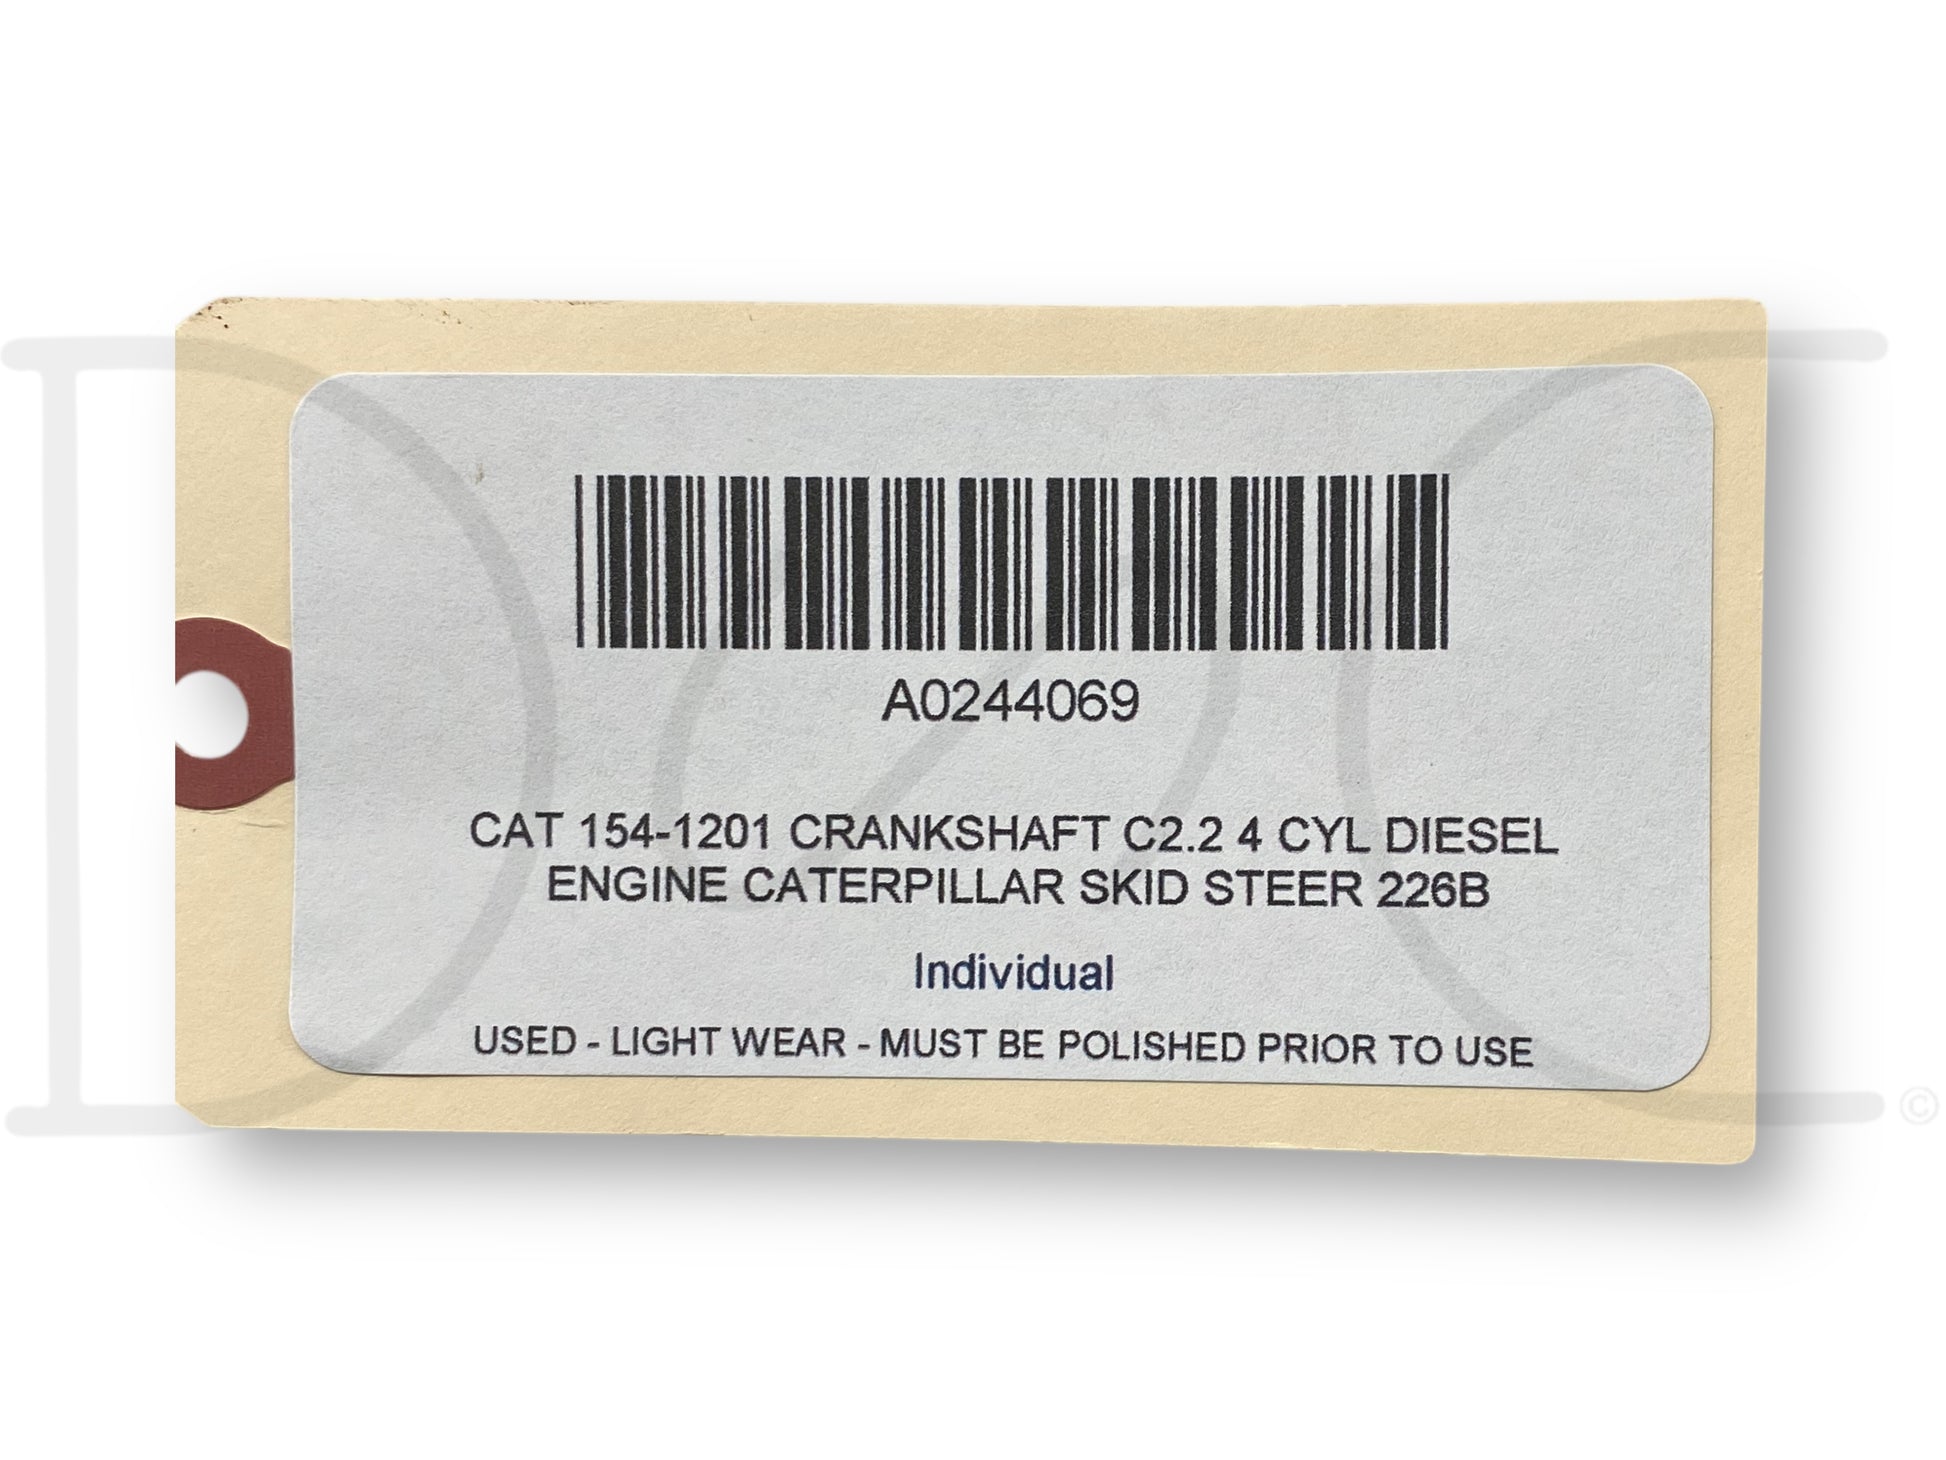 A0244069
CAT 154-1201 CRANKSHAFT C2.2 4 CYL DIESEL
ENGINE CATERPILLAR SKID STEER 226B
Individual
USED - LIGHT WEAR - MUST BE POLISHED PRIOR TO USE
©